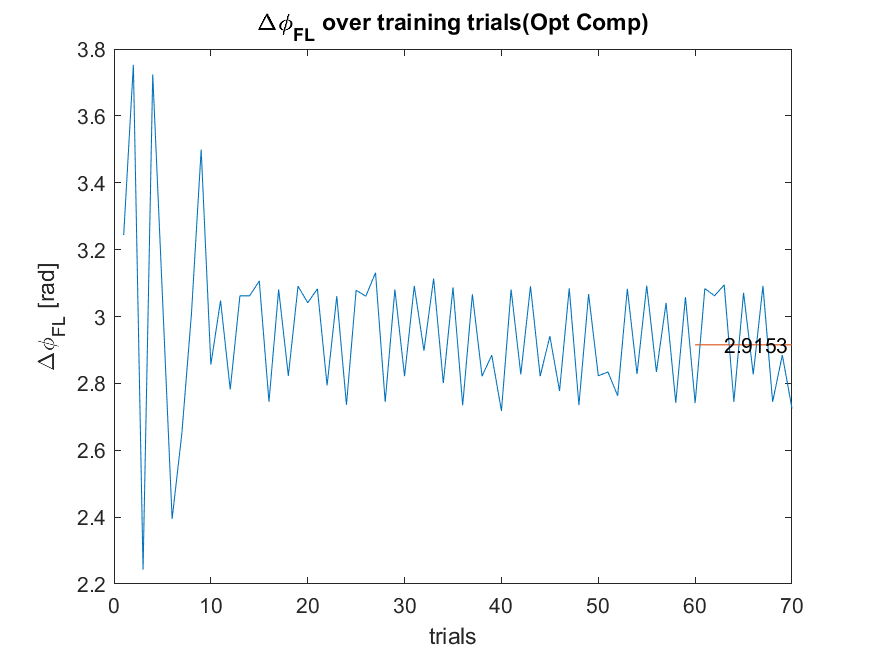 Δϕ_FL over training trials(Opt Comp)
3.8
3.6
3.4
3.2
3
2.8
2.6
2.4
2.2
Δϕ_FL [rad]
2.9153
0 10 20 30 40 50 60 70
trials